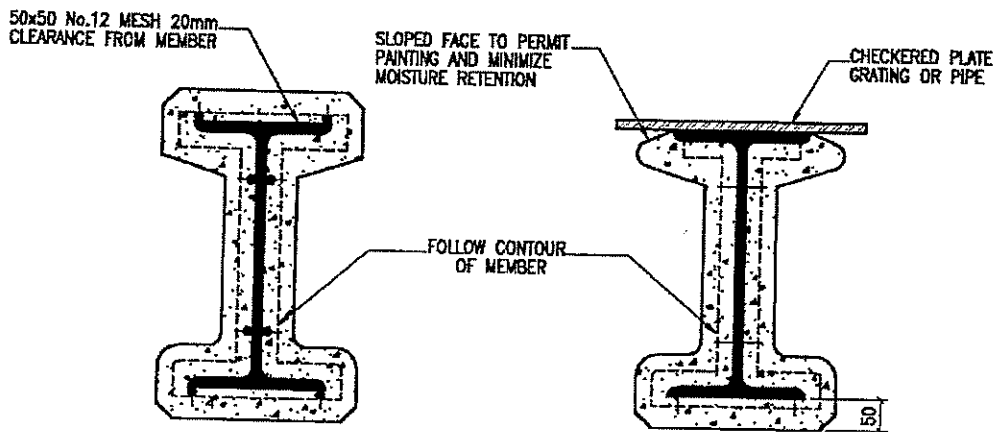 50x50 No.12 MESH 20mm
CLEARANCE FROM MEMBER
SLOPED FACE TO PERMIT
PAINTING AND MINIMIZE
MOISTURE RETENTION
CHECKERED PLATE
GRATING OR PIPE
FOLLOW CONTOUR
OF MEMBER
50